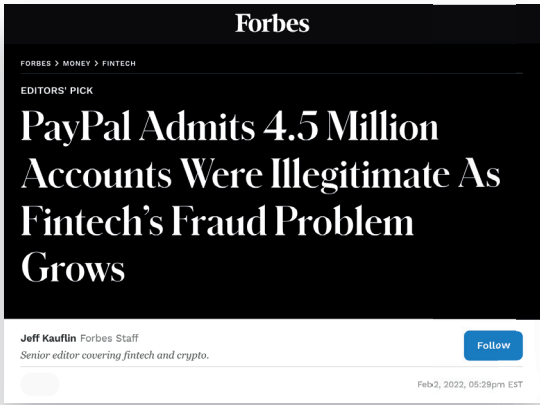 Forbes
FORBES > MONEY > FINTECH
EDITORS' PICK
PayPal Admits 4.5 Million
Accounts Were Illegitimate As
Fintech's Fraud Problem
Grows
Jeff Kauflin Forbes Staff
Follow
Senior editor covering fintech and crypto.
Feb 2, 2022, 05:29pm EST